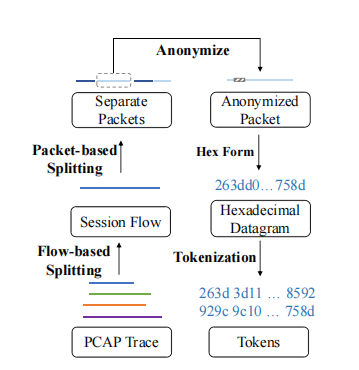 Anonymize
Separate
Packets
Anonymized
Packet
Packet-based
Splitting
Hex Form
263dd0… 758d
Session Flow
Hexadecimal
Datagram
Flow-based
Splitting
Tokenization
263d 3d11 … 8592
929c 9c10 … 758d
PCAP Trace
Tokens